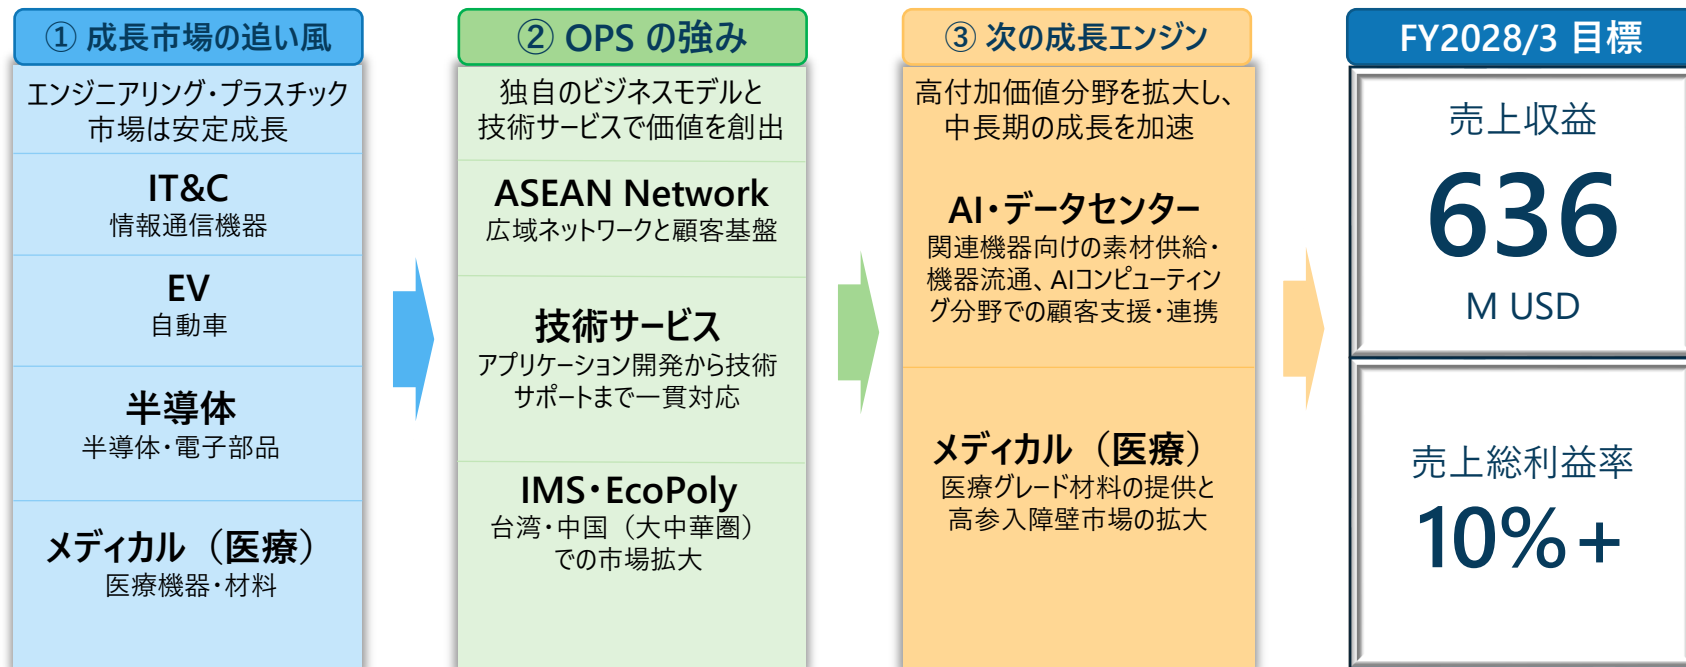 ① 成長市場の追い風
エンジニアリング・プラスチック
市場は安定成長
IT&C
情報通信機器
EV
自動車
半導体
半導体・電子部品
メディカル（医療）
医療機器・材料
② OPS の強み
独自のビジネスモデルと
技術サービスで価値を創出
ASEAN Network
広域ネットワークと顧客基盤
技術サービス
アプリケーション開発から技術
サポートまで一貫対応
IMS・EcoPoly
台湾・中国（大中華圏）
での市場拡大
③ 次の成長エンジン
高付加価値分野を拡大し、
中長期の成長を加速
AI・データセンター
関連機器向けの素材供給・
機器流通、AIコンピューティン
グ分野での顧客支援・連携
メディカル（医療）
医療グレード材料の提供と
高参入障壁市場の拡大
FY2028/3 目標
売上収益
636
M USD
売上総利益率
10%+